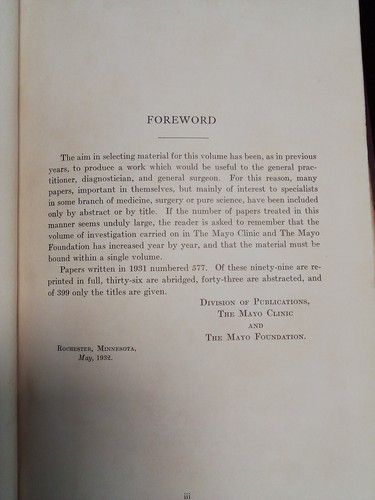 FOREWORD
The aim in selecting material for this volume has been, as in previous
years, to produce a work which would be useful to the general prac-
titioner, diagnostician, and general surgeon. For this reason, many
papers, important in themselves, but mainly of interest to specialists
in some branch of medicine, surgery or pure science, have been included
only by abstract or by title. If the number of papers treated in this
manner seems unduly large, the reader is asked to remember that the
volume of investigation carried on in The Mayo Clinic and The Mayo
Foundation has increased year by year, and that the material must be
bound within a single volume.
Papers written in 1931 numbered 577. Of these ninety-nine are re-
printed in full, thirty-six are abridged, forty-three are abstracted, and
of 399 only the titles are given.
Division of Publications,
The Mayo Clinic
and
The Mayo Foundation.
Rochester, Minnesota,
May, 1932.
iii